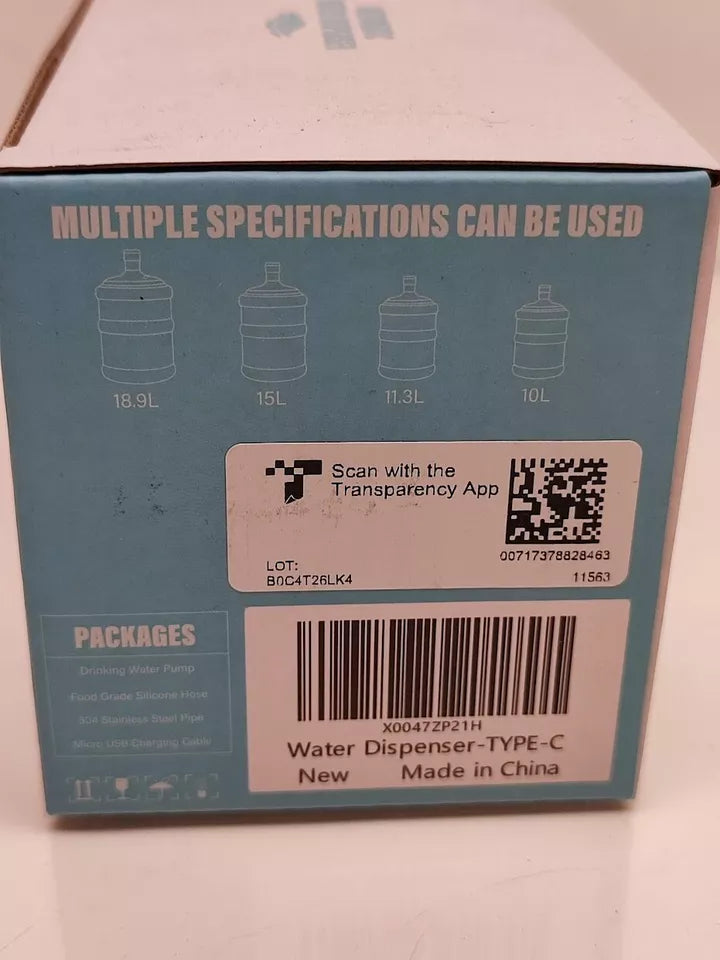 MULTIPLE SPECIFICATIONS CAN BE USED
18.9L 15L 11.3L 10L
Scan with the
Transparency App
00717378828463
LOT:
B0C4T26LK4
11563
PACKAGES
Drinking Water Pump
Food Grade Silicone Hose
304 Stainless Steel Pipe
Micro USB Charging Cable
X0047ZP21H
Water Dispenser-TYPE-C
New Made in China